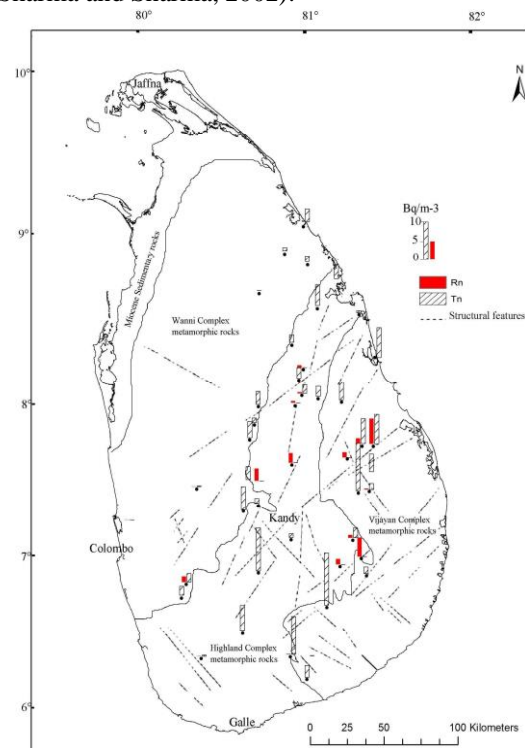 Sharma and Sharma, 2002).
80° 81° 82°
N
10°
Jaffna
9°
8°
7°
6°
Miocene Sedimentary rocks
Wanni Complex
metamorphic rocks
Bq/m-3
10
5
0
Rn
Tn
Structural features
Kandy
Colombo
Vijayan Complex
metamorphic rocks
Highland Complex
metamorphic rocks
Galle
0 25 50 100 Kilometers